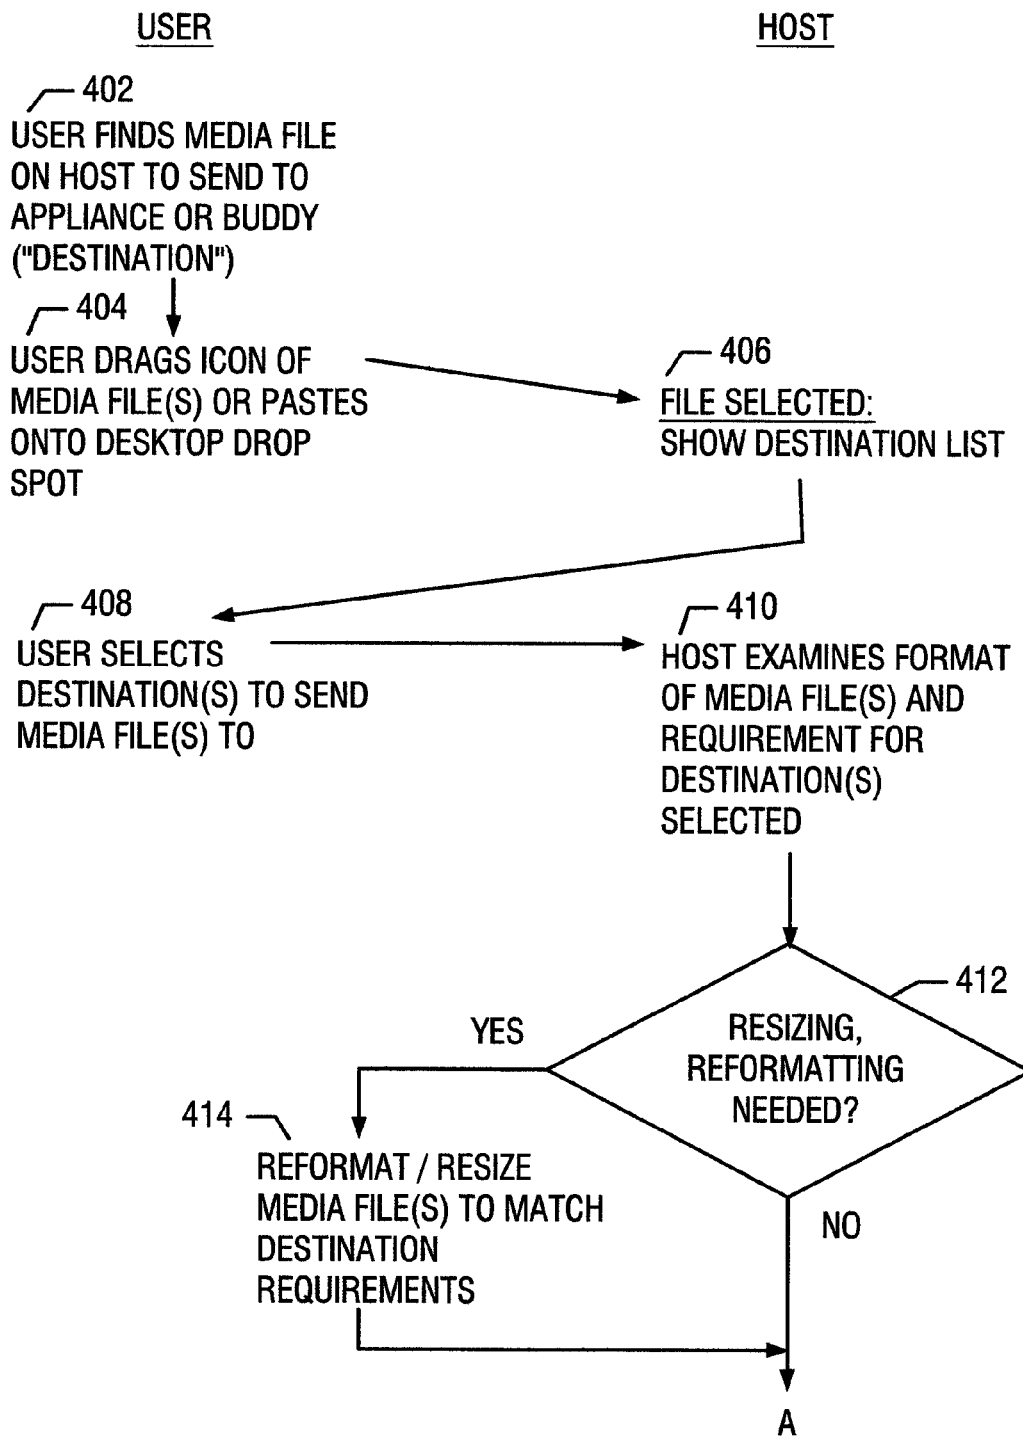 USER
HOST
402
USER FINDS MEDIA FILE
ON HOST TO SEND TO
APPLIANCE OR BUDDY
("DESTINATION")
404
USER DRAGS ICON OF
MEDIA FILE(S) OR PASTES
ONTO DESKTOP DROP
SPOT
406
FILE SELECTED:
SHOW DESTINATION LIST
408
USER SELECTS
DESTINATION(S) TO SEND
MEDIA FILE(S) TO
410
HOST EXAMINES FORMAT
OF MEDIA FILE(S) AND
REQUIREMENT FOR
DESTINATION(S)
SELECTED
412
RESIZING,
REFORMATTING
NEEDED?
YES
414
REFORMAT / RESIZE
MEDIA FILE(S) TO MATCH
DESTINATION
REQUIREMENTS
NO
A